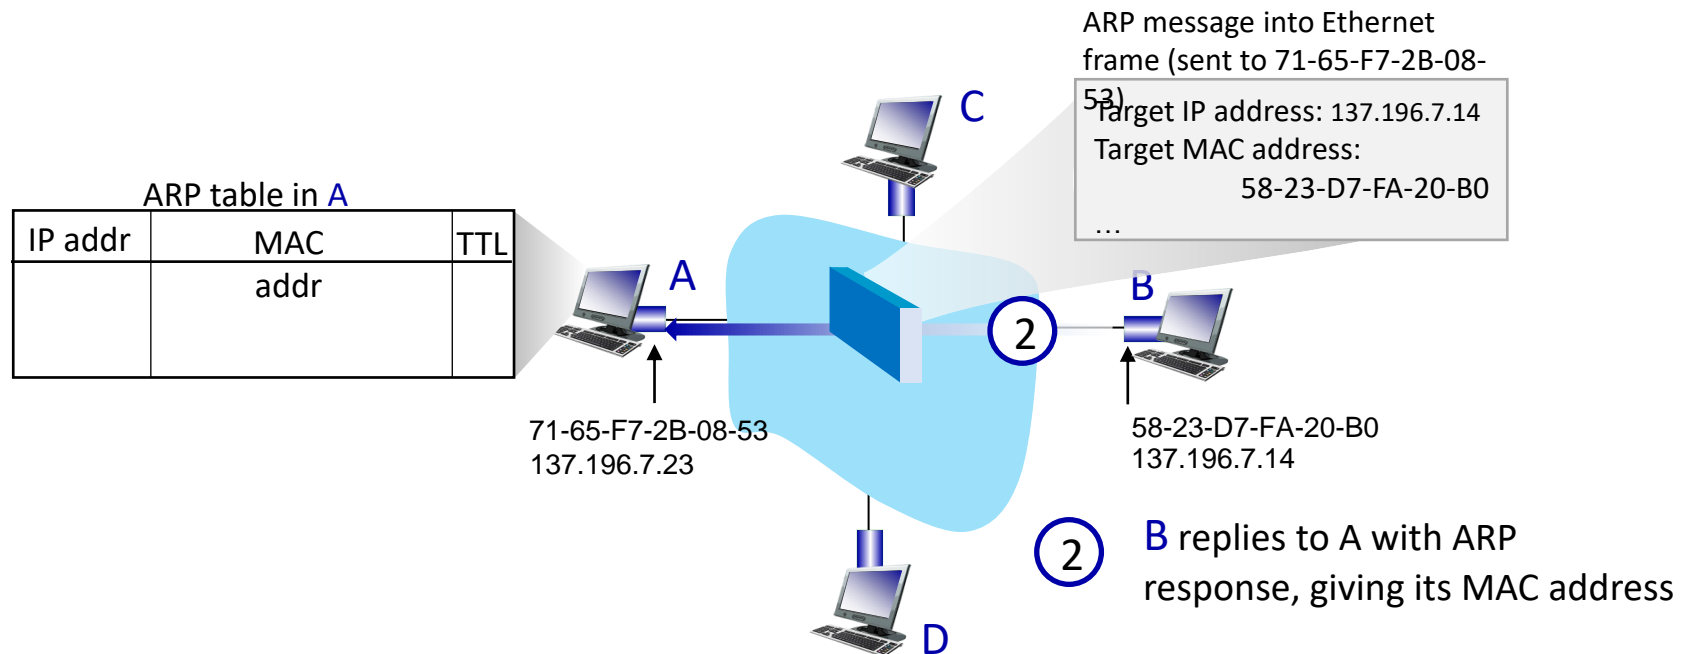 ARP message into Ethernet
frame (sent to 71-65-F7-2B-08-
53)
Target IP address: 137.196.7.14
Target MAC address:
58-23-D7-FA-20-B0
…
C
ARP table in A
IP addr MAC TTL
addr
A
B
2
71-65-F7-2B-08-53
137.196.7.23
58-23-D7-FA-20-B0
137.196.7.14
2
B replies to A with ARP
response, giving its MAC address
D